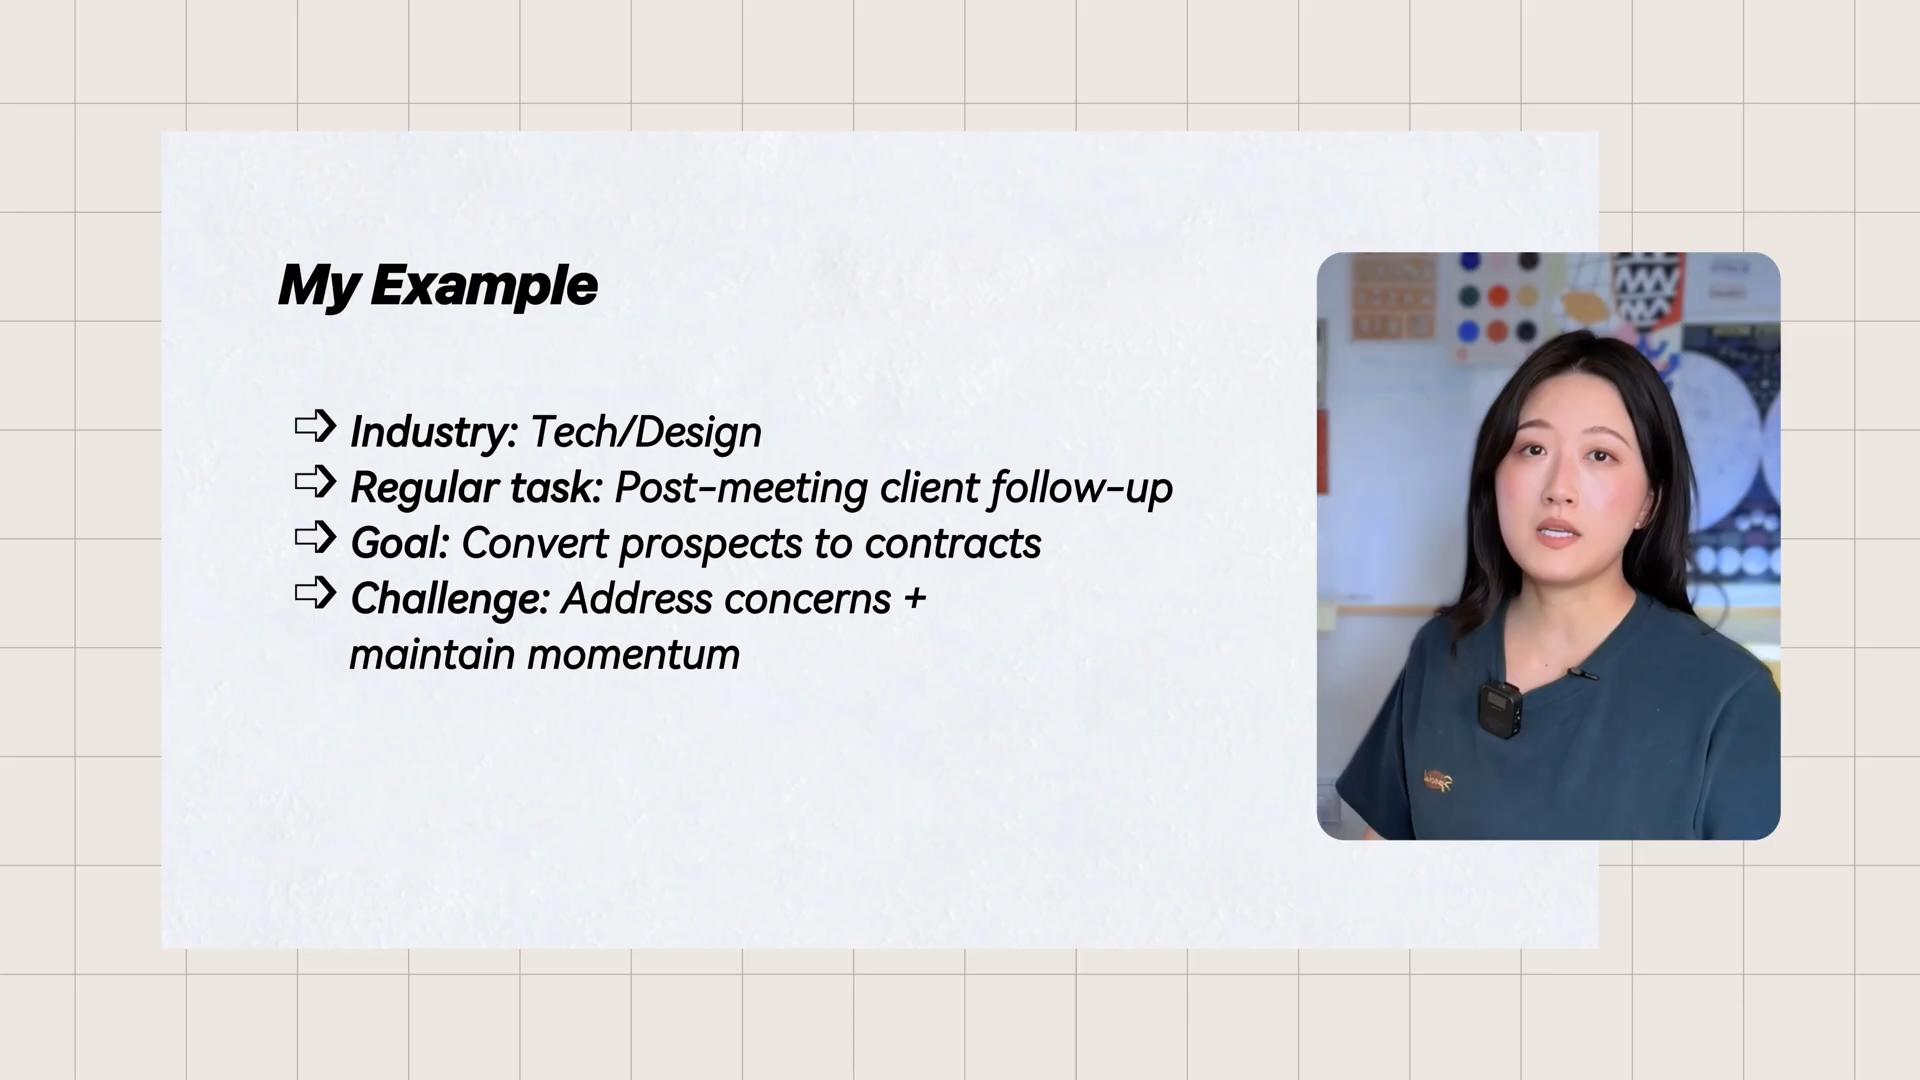 My Example
Industry: Tech/Design
Regular task: Post-meeting client follow-up
Goal: Convert prospects to contracts
Challenge: Address concerns +
maintain momentum